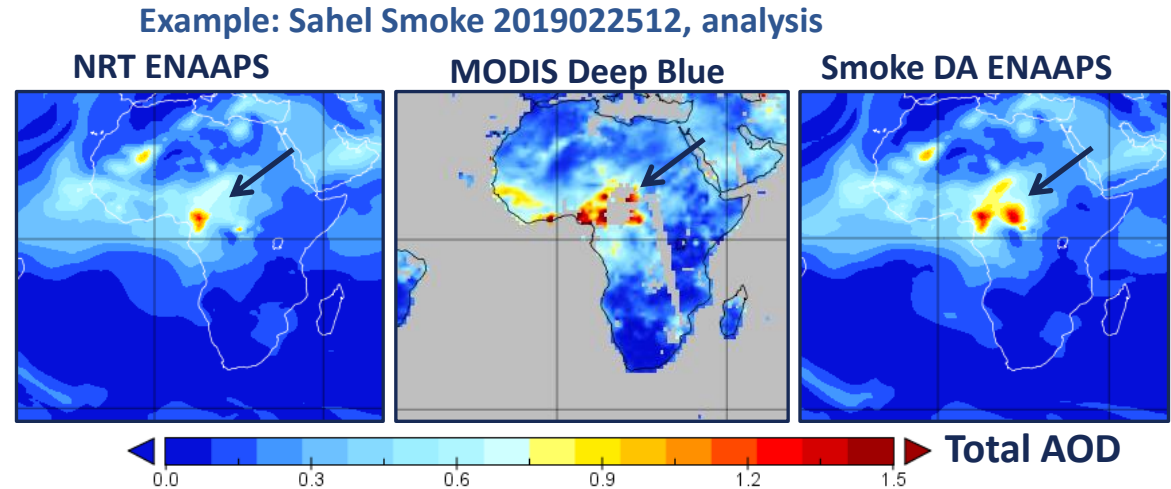 Example: Sahel Smoke 2019022512, analysis
NRT ENAAPS
MODIS Deep Blue
Smoke DA ENAAPS
Total AOD
0.0 0.3 0.6 0.9 1.2 1.5